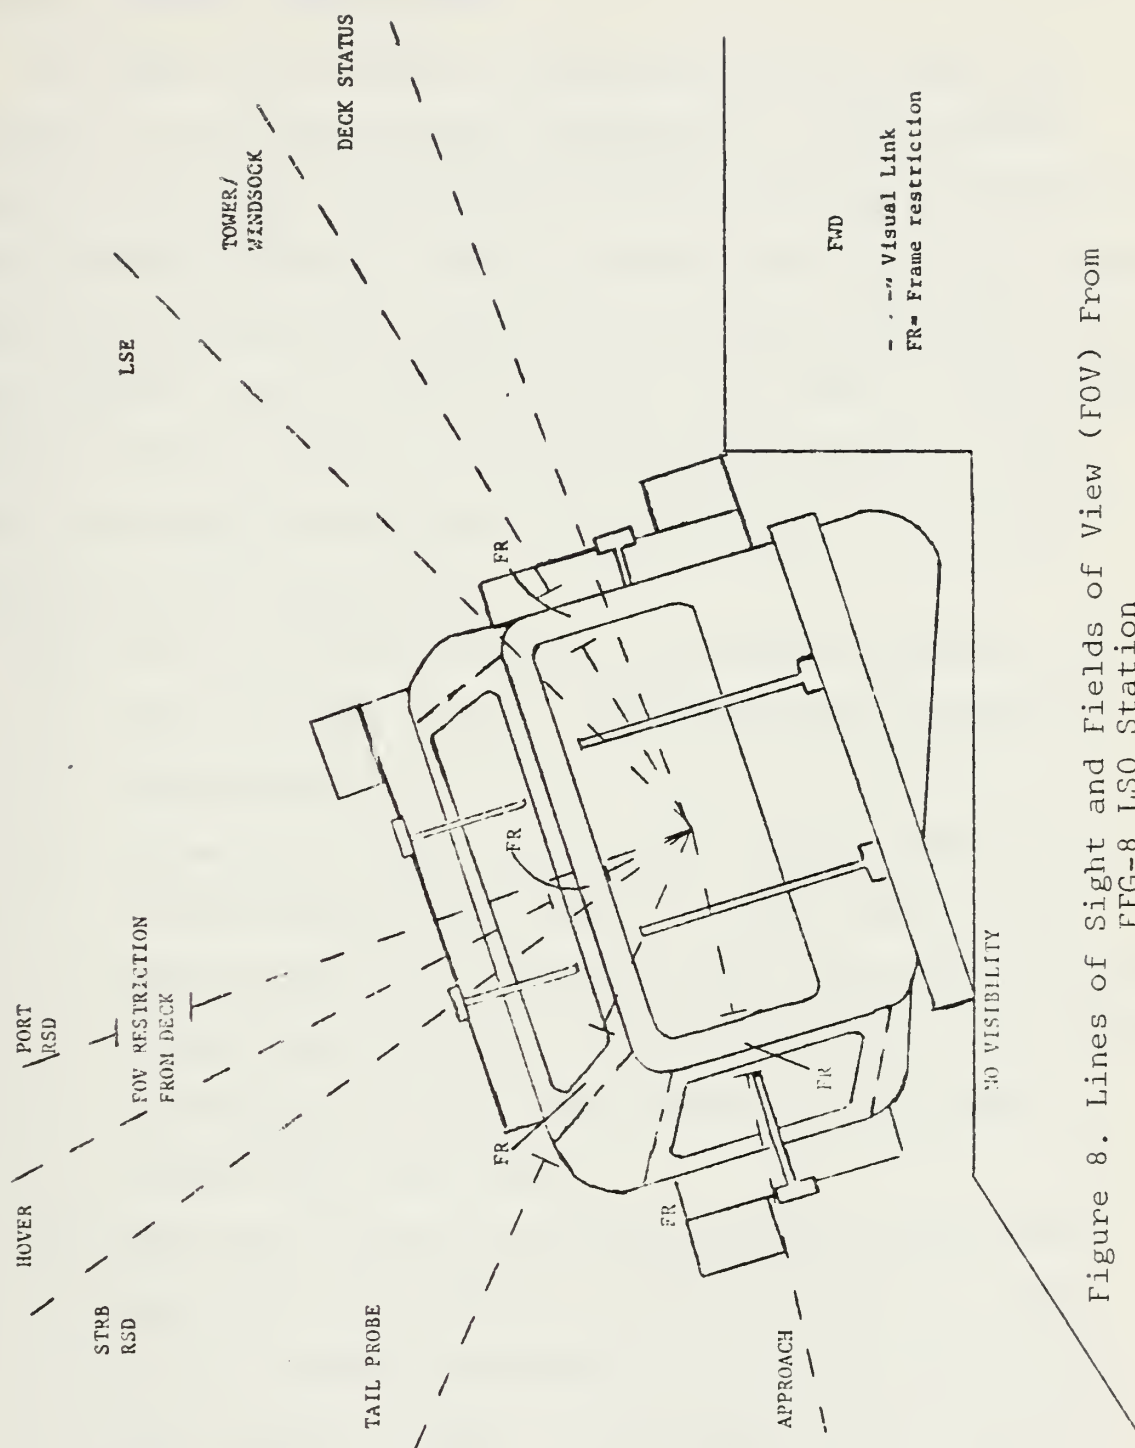 STRB
RSD
HOVER
PORT
RSD
FOV RESTRICTION
FROM DECK
LSE
TOWER/
WINDSOCK
DECK STATUS
TAIL PROBE
FR
FR
FR
FR
FR
APPROACH
NO VISIBILITY
FWD
Visual Link
FR= Frame restriction
Figure 8. Lines of Sight and Fields of View (FOV) From
FFG-8 LSO Station